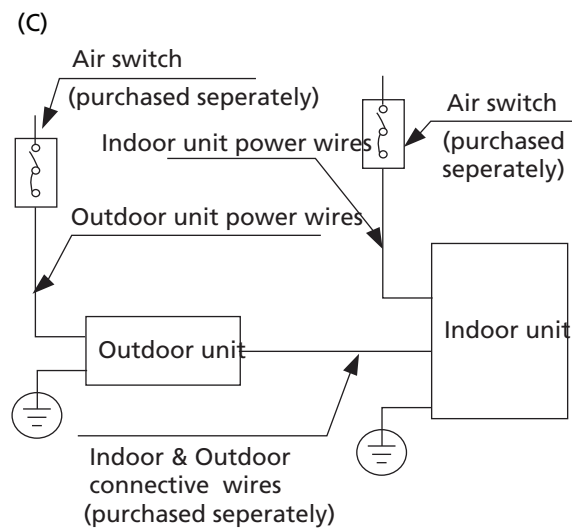 (C)
Air switch
(purchased seperately)
Air switch
(purchased
seperately)
Indoor unit power wires
Outdoor unit power wires
Outdoor unit
Indoor unit
Indoor & Outdoor
connective wires
(purchased seperately)